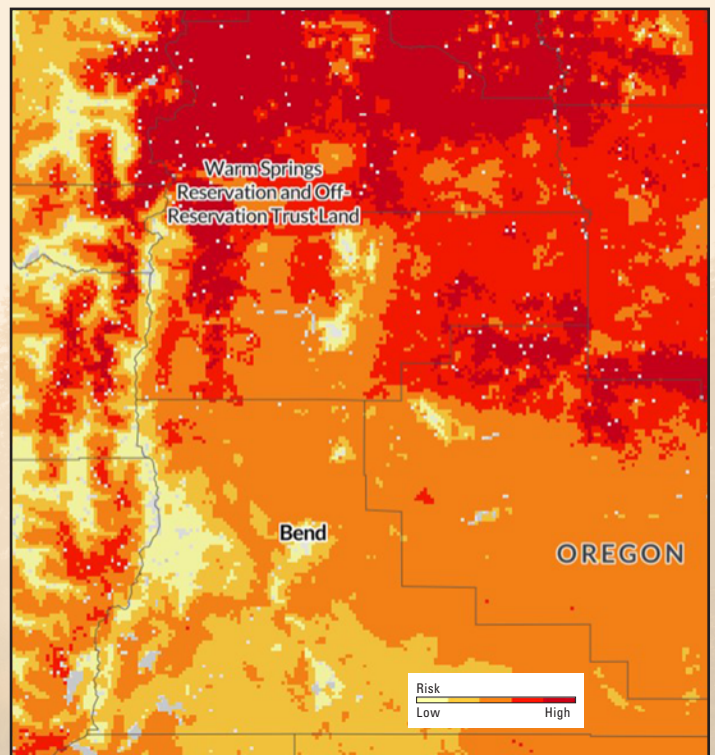 Warm Springs
Reservation and Off-
Reservation Trust Land
Bend
OREGON
Risk
Low High